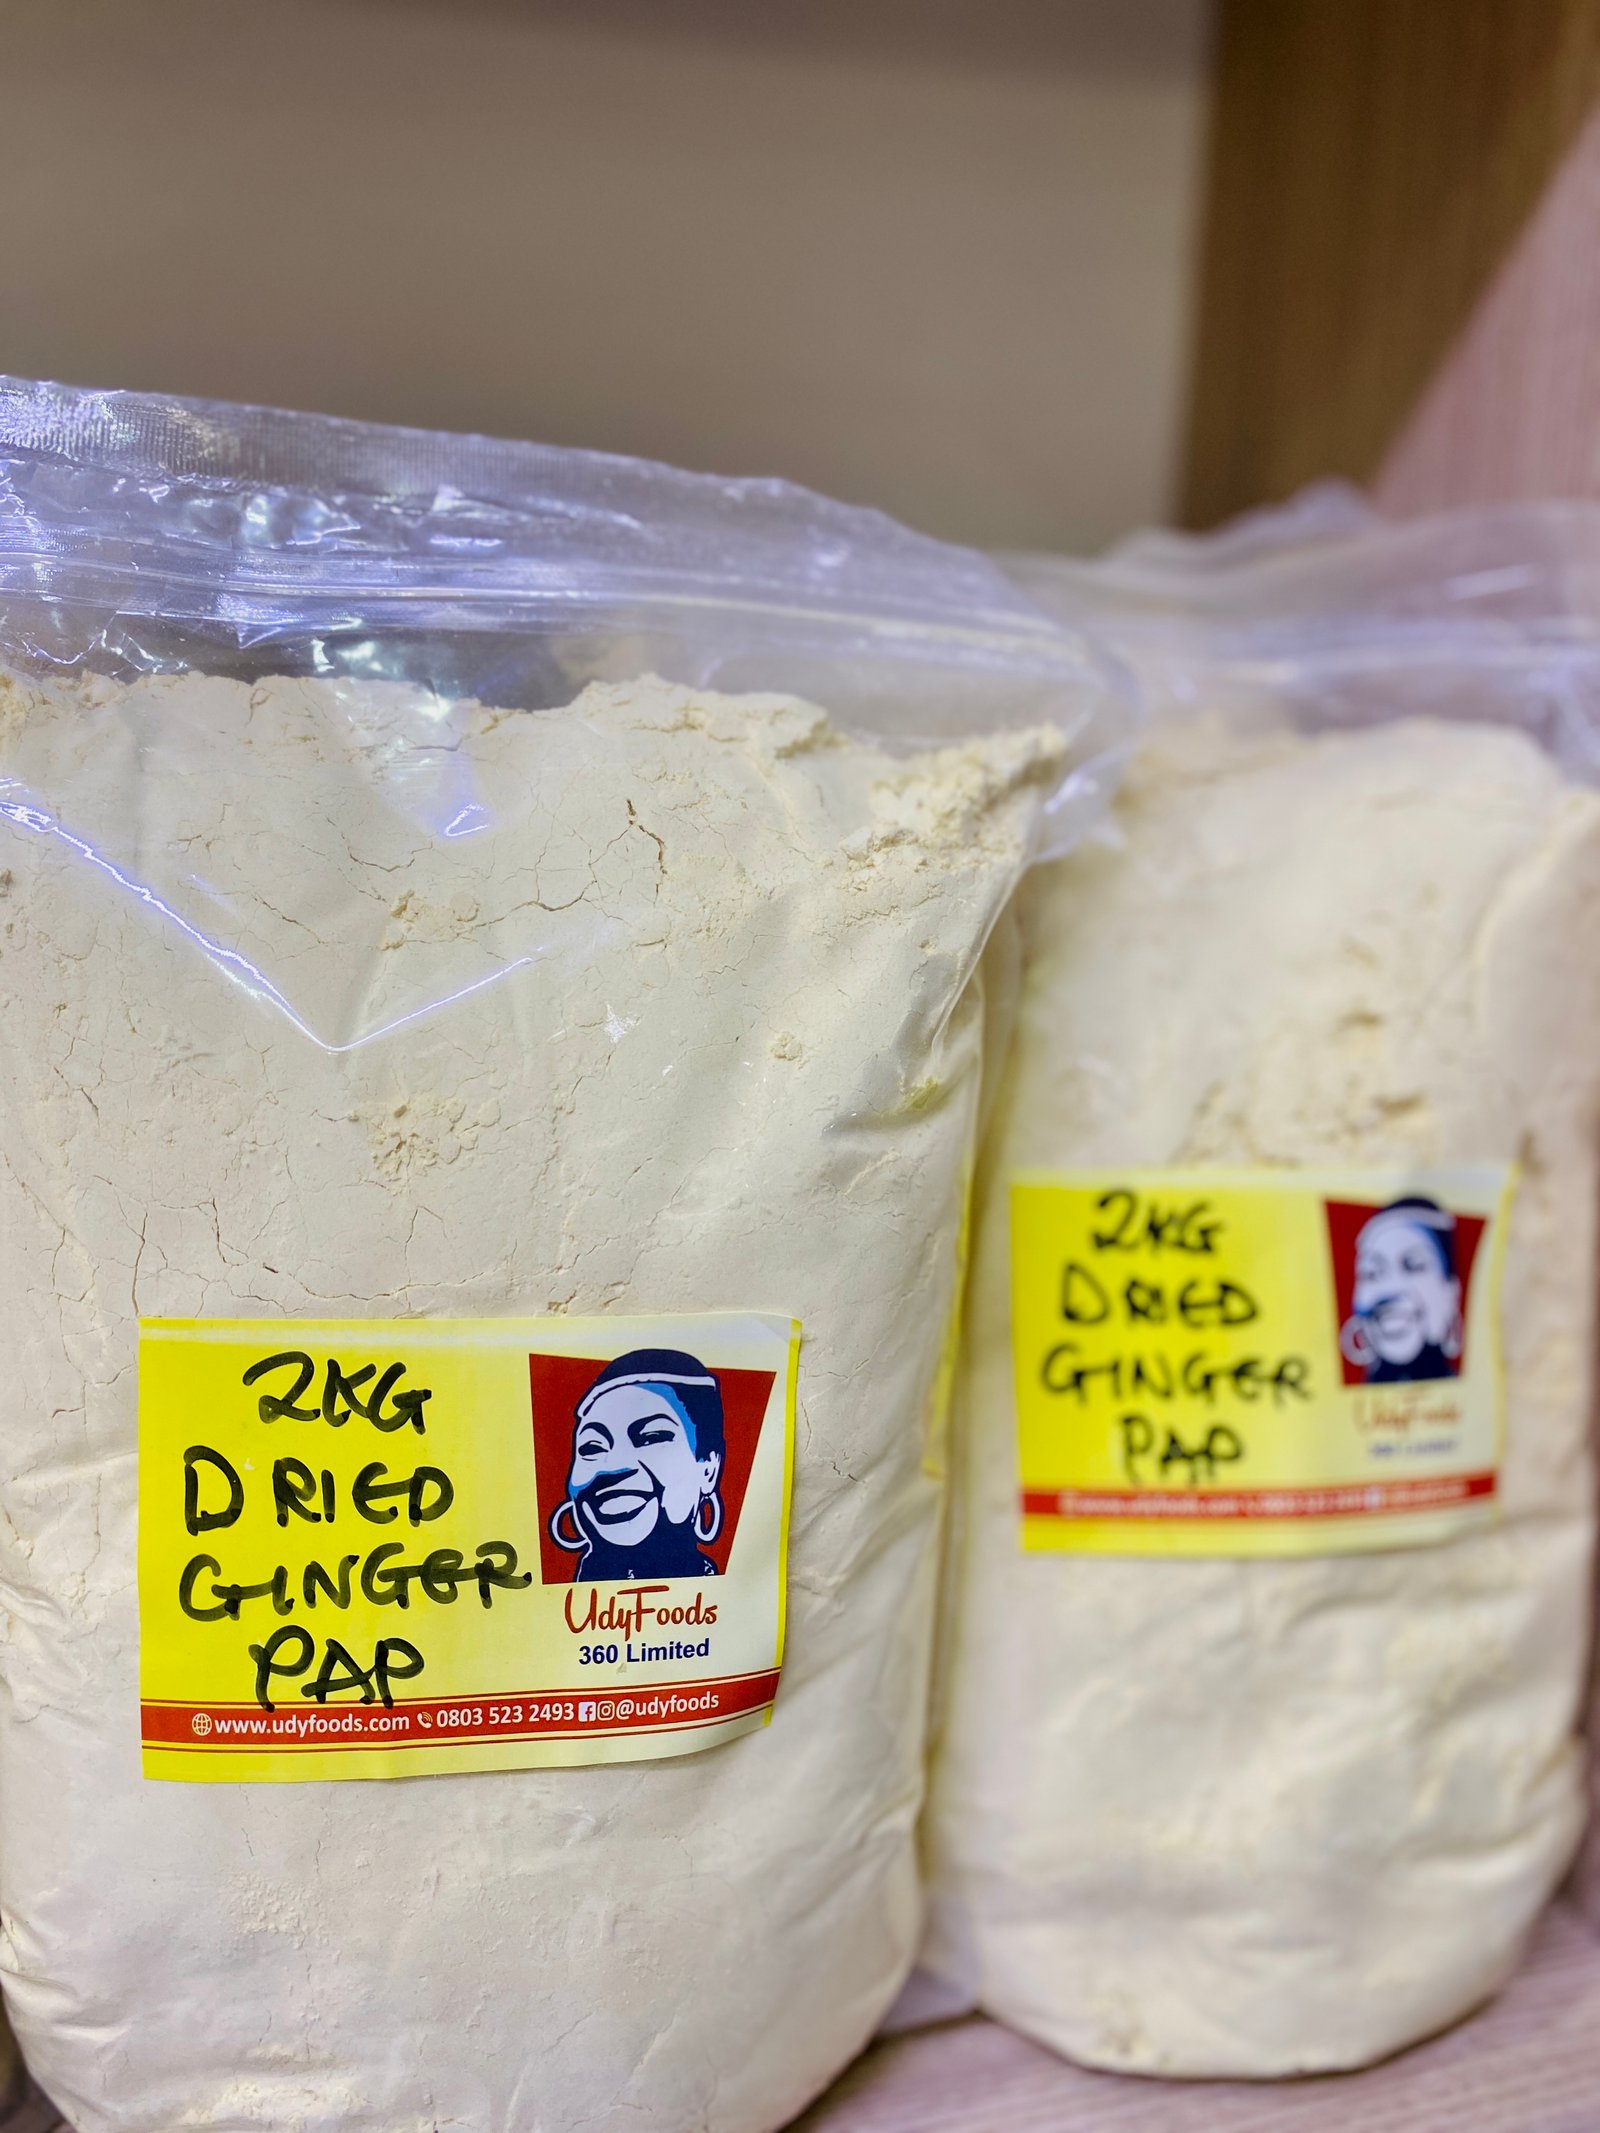 2KG
DRIED
GINGER
PAP
UdyFoods
360 Limited
www.udyfoods.com 0803 523 2493 @udyfoods
2KG
DRIED
GINGER
PAP
UdyFoods